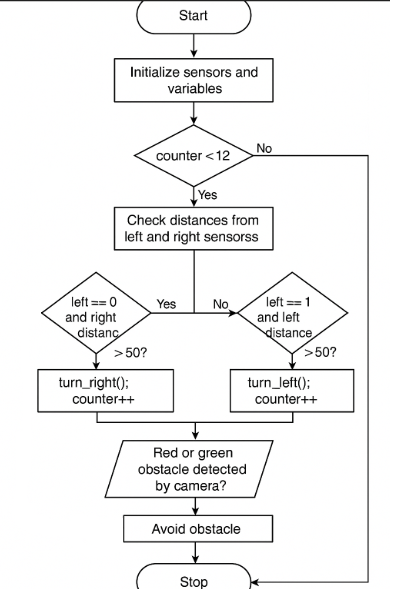 Start
Initialize sensors and
variables
counter <12
No
Yes
Check distances from
left and right sensorss
left == 0
and right
distanc
Yes
No
left == 1
and left
distance
>50?
>50?
turn_right();
counter++
turn_left();
counter++
Red or green
obstacle detected
by camera?
Avoid obstacle
Stop